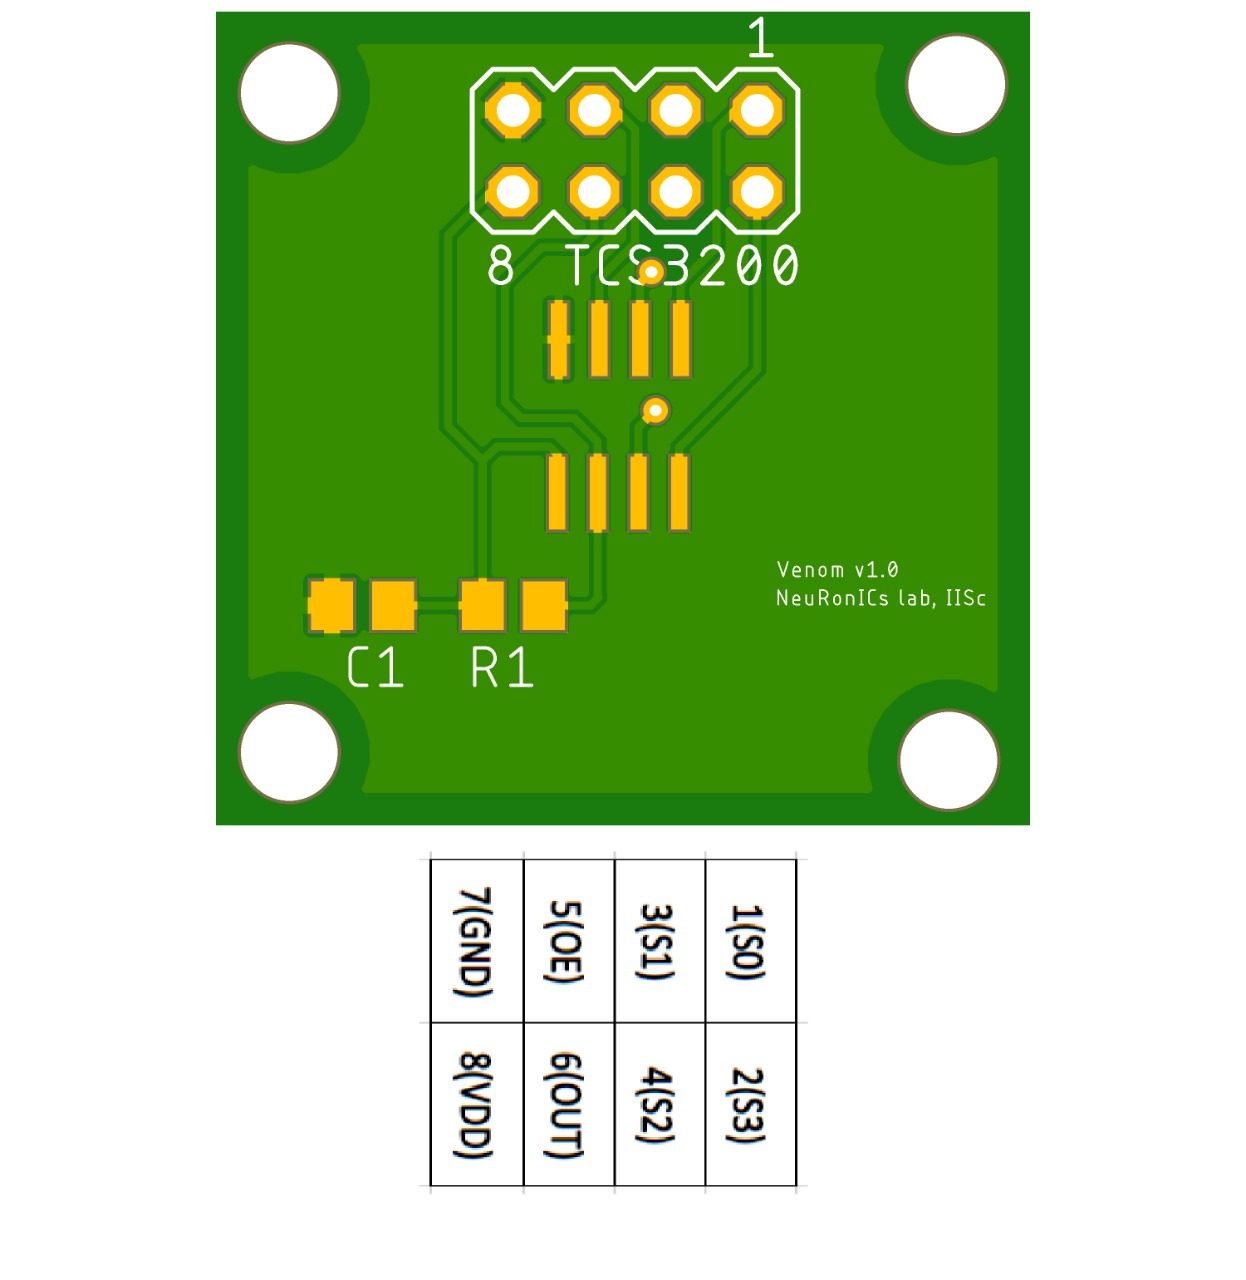 1
8 TCS3200
Venom v1.0
NeuRonICs lab, IISc
C1 R1
7(GND) 5(OE) 3(S1) 1(S0)
8(VDD) 6(OUT) 4(S2) 2(S3)